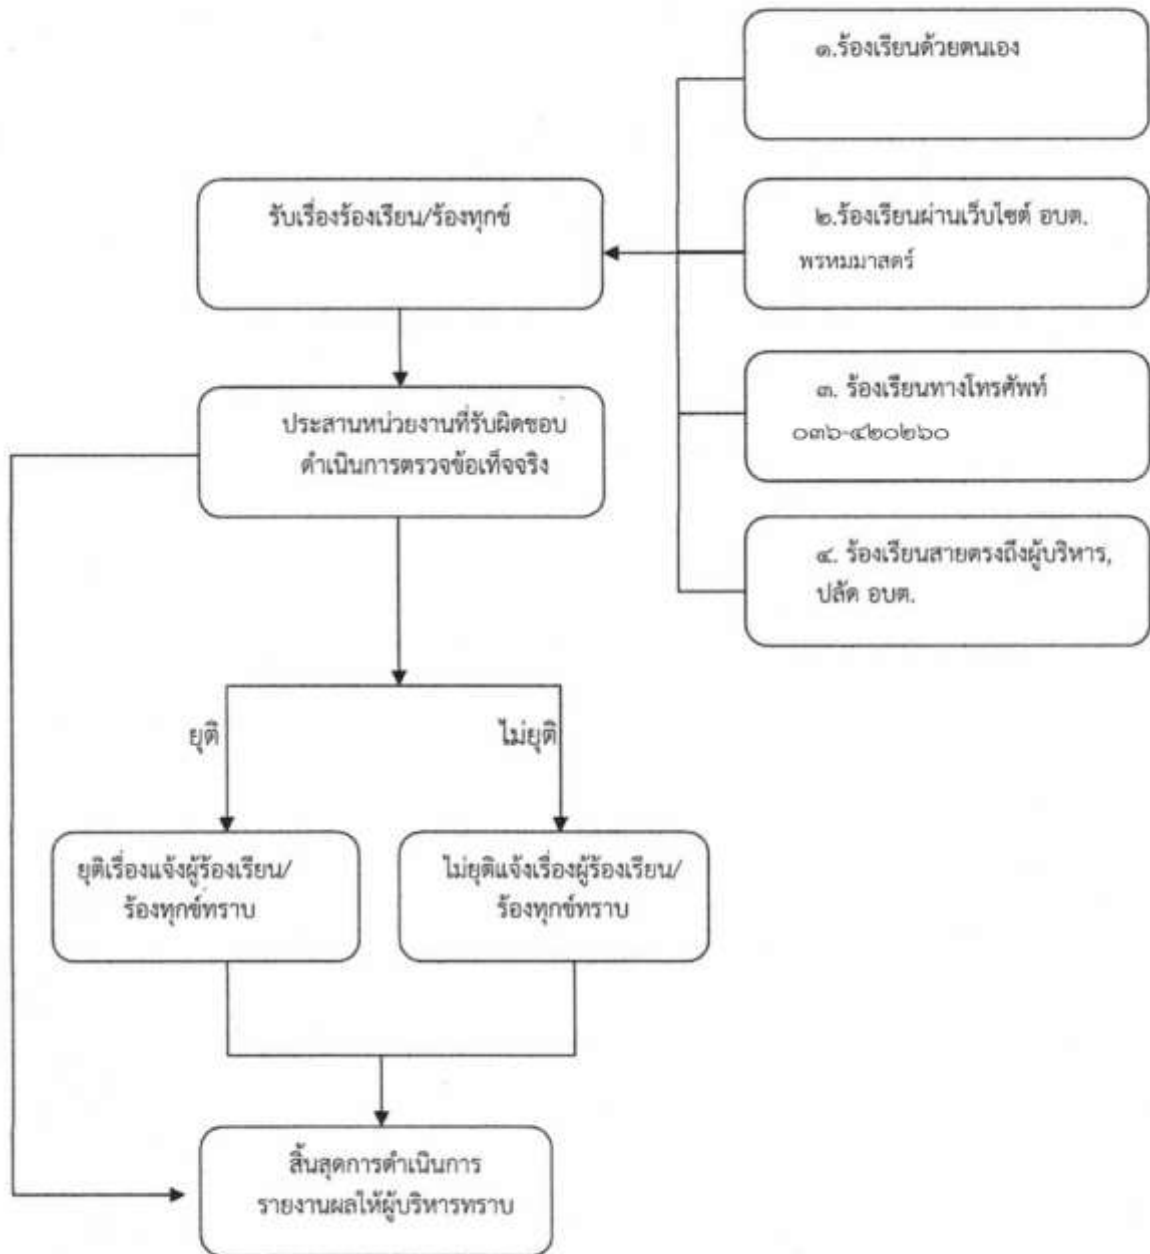 ๑.ร้องเรียนด้วยตนเอง
รับเรื่องร้องเรียน/ร้องทุกข์
๒.ร้องเรียนผ่านเว็บไซต์ อบต.
พรหมมาสตร์
๓. ร้องเรียนทางโทรศัพท์
๐๓๖-๔๒๐๒๖๐
ประสานหน่วยงานที่รับผิดชอบ
ดำเนินการตรวจข้อเท็จจริง
๔. ร้องเรียนสายตรงถึงผู้บริหาร,
ปลัด อบต.
ยุติ
ไม่ยุติ
ยุติเรื่องแจ้งผู้ร้องเรียน/
ร้องทุกข์ทราบ
ไม่ยุติแจ้งเรื่องผู้ร้องเรียน/
ร้องทุกข์ทราบ
สิ้นสุดการดำเนินการ
รายงานผลให้ผู้บริหารทราบ